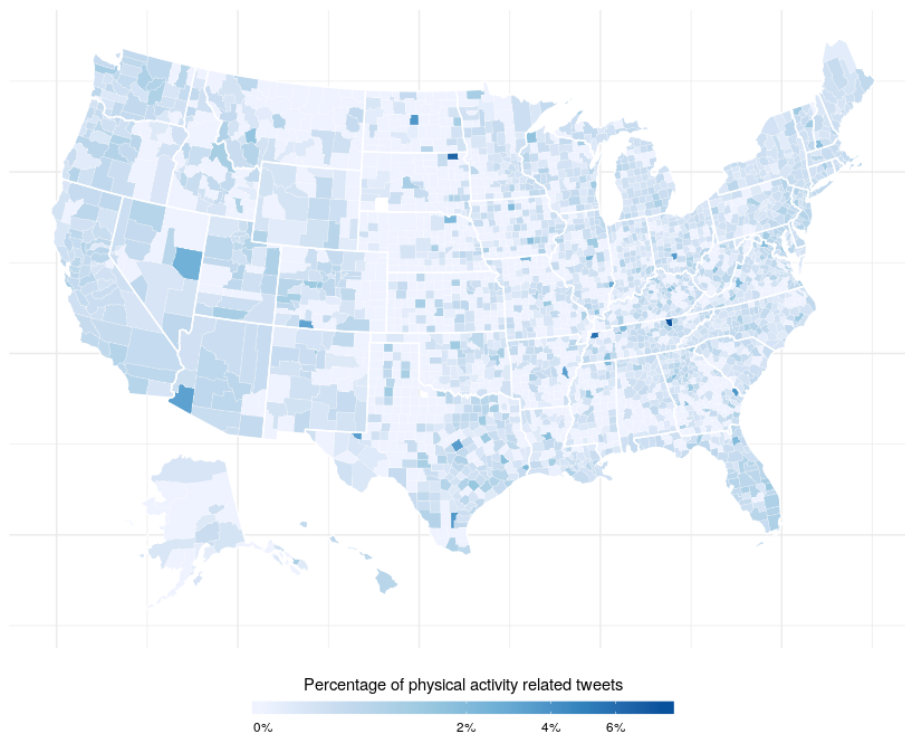 Percentage of physical activity related tweets
0% 2% 4% 6%